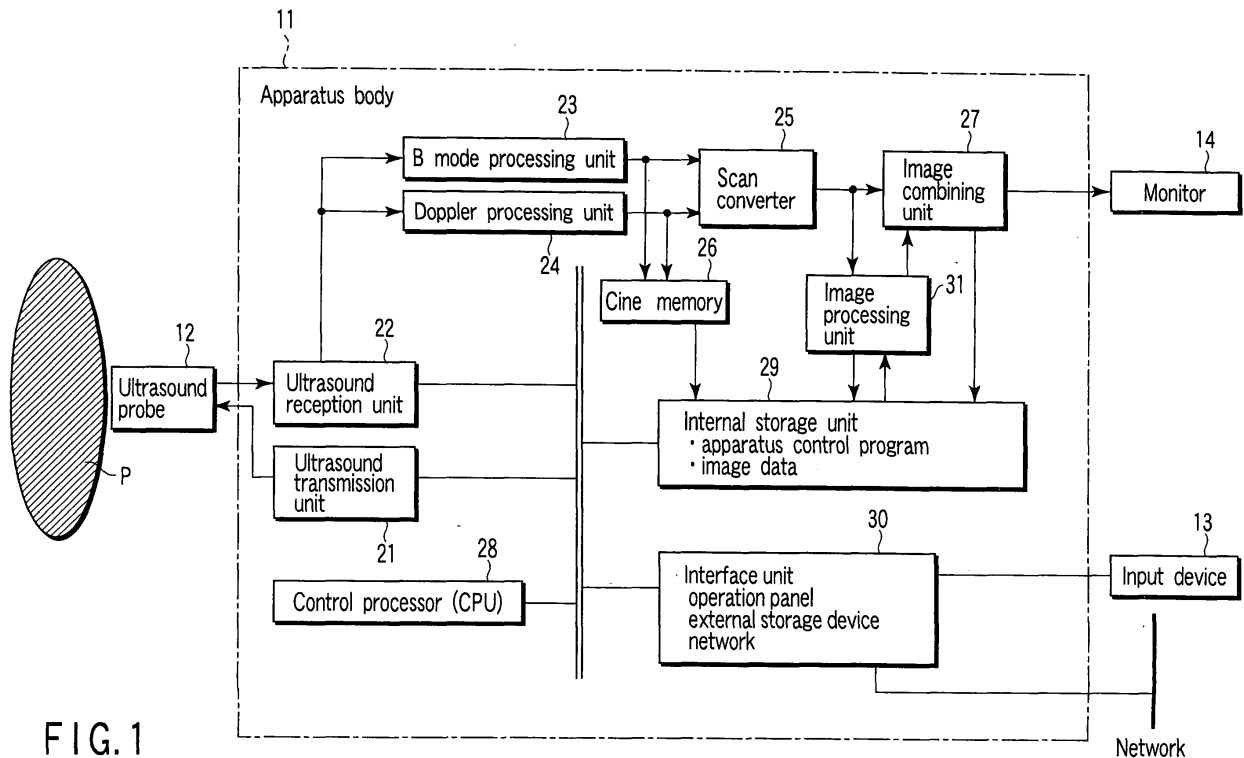 11
Apparatus body
23
B mode processing unit
Doppler processing unit
24
25
Scan
converter
27
Image
combining
unit
14
Monitor
26
Cine memory
31
Image
processing
unit
12
Ultrasound
probe
22
Ultrasound
reception unit
P
Ultrasound
transmission
unit
21
29
Internal storage unit
・apparatus control program
・image data
28
Control processor (CPU)
30
Interface unit
operation panel
external storage device
network
13
Input device
Network
FIG.1